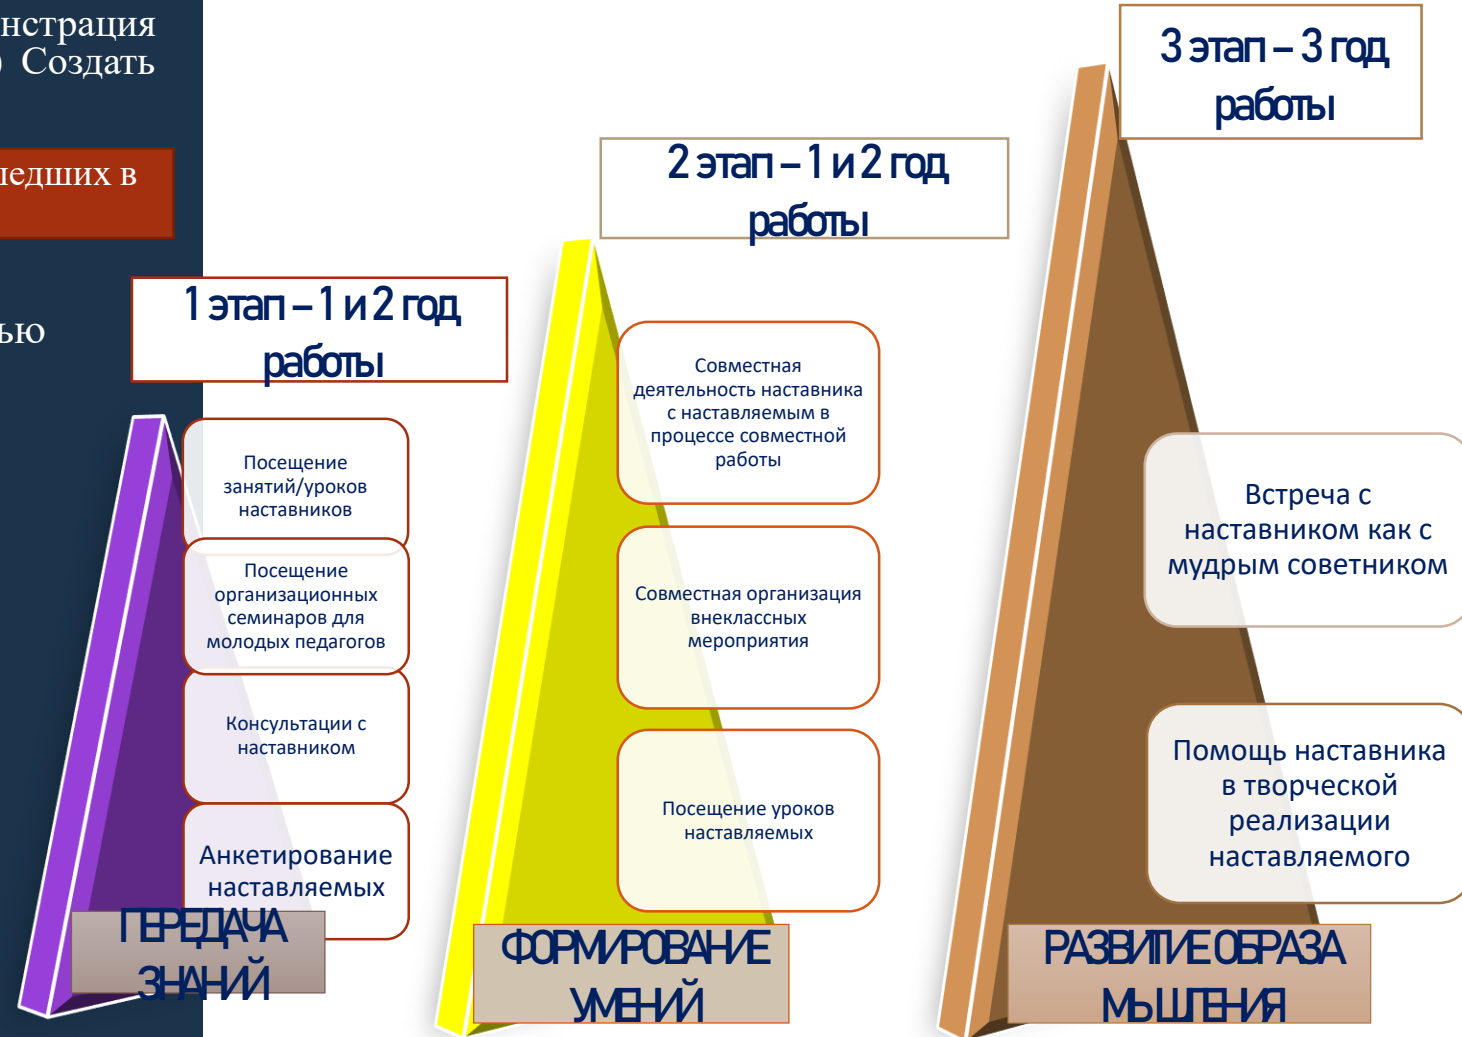 Создать
в
1 этап – 1 и 2 год
работы
Посещение
занятий/уроков
наставников
Посещение
организационных
семинаров для
молодых педагогов
Консультации с
наставником
Анкетирование
наставляемых
ПЕРЕДАЧА
ЗНАНИЙ
2 этап – 1 и 2 год
работы
Совместная
деятельность наставника
с наставляемым в
процессе совместной
работы
Совместная организация
внеклассных
мероприятия
Посещение уроков
наставляемых
ФОРМИРОВАНИЕ
УМЕНИЙ
3 этап – 3 год
работы
Встреча с
наставником как с
мудрым советником
Помощь наставника
в творческой
реализации
наставляемого
РАЗВИТИЕ ОБРАЗА
МЫШЛЕНИЯ